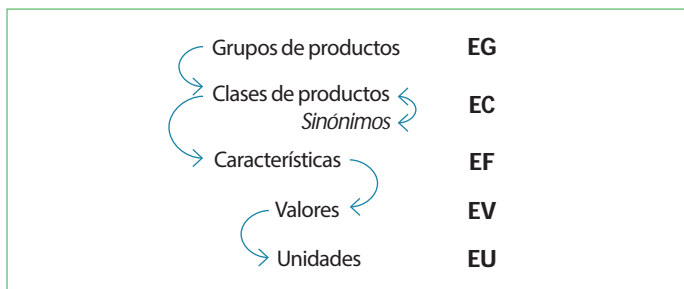 Grupos de productos EG
Clases de productos EC
Sinónimos
Características EF
Valores EV
Unidades EU